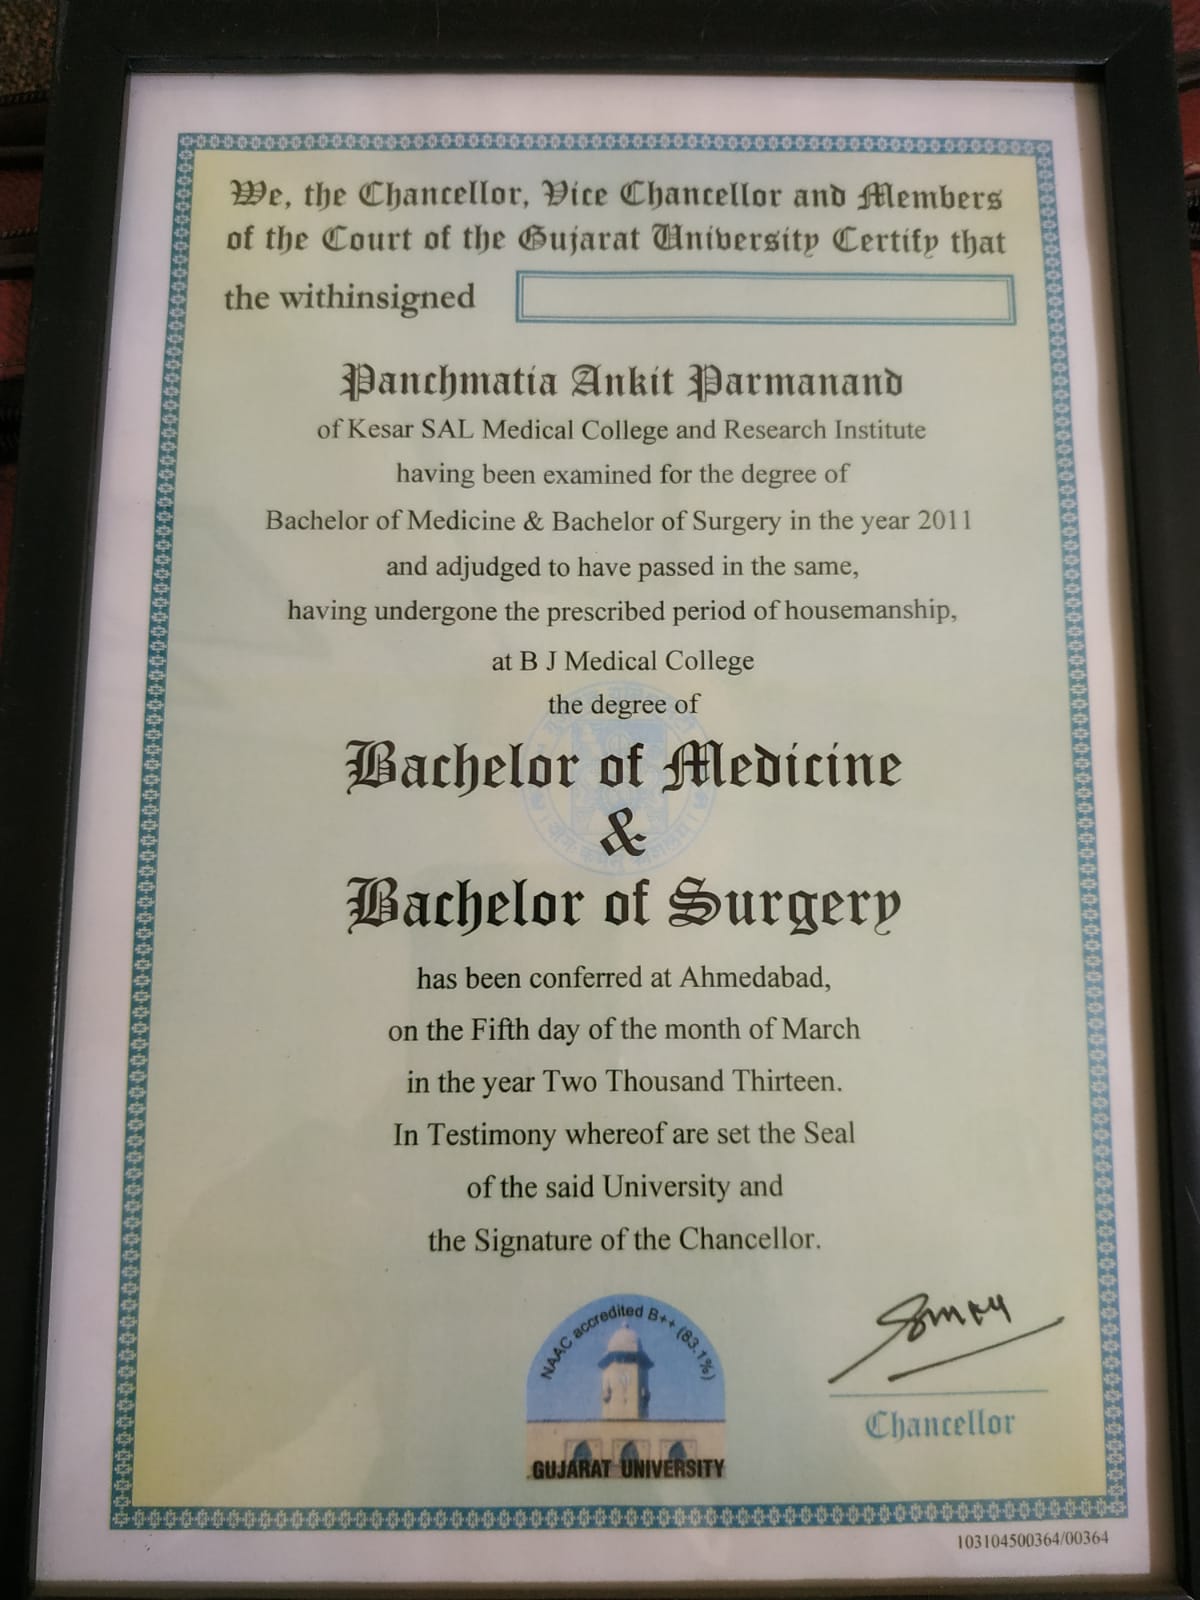 We, the Chancellor, Vice Chancellor and Members
of the Court of the Gujarat University Certify that
the withinsigned
Panchmatia Ankit Parmanand
of Kesar SAL Medical College and Research Institute
having been examined for the degree of
Bachelor of Medicine & Bachelor of Surgery in the year 2011
and adjudged to have passed in the same,
having undergone the prescribed period of housemanship,
at B J Medical College
the degree of
Bachelor of Medicine
&
Bachelor of Surgery
has been conferred at Ahmedabad,
on the Fifth day of the month of March
in the year Two Thousand Thirteen.
In Testimony whereof are set the Seal
of the said University and
the Signature of the Chancellor.
NAAC accredited B++ (83.1%)
GUJARAT UNIVERSITY
Chancellor
103104500364/00364